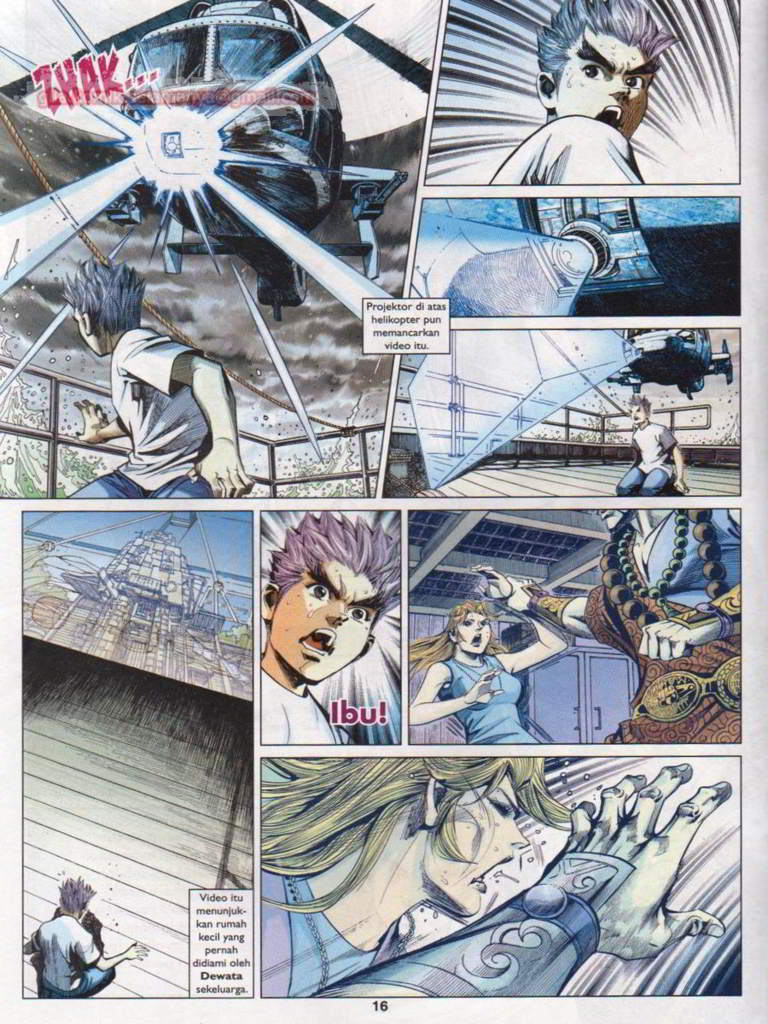 ZHAK...
Projektor di atas
helikopter pun
memancarkan
video itu.
Ibu!
Video itu
menunjuk-
kan rumah
kecil yang
pernah
didiami oleh
Dewata
sekeluarga.
16